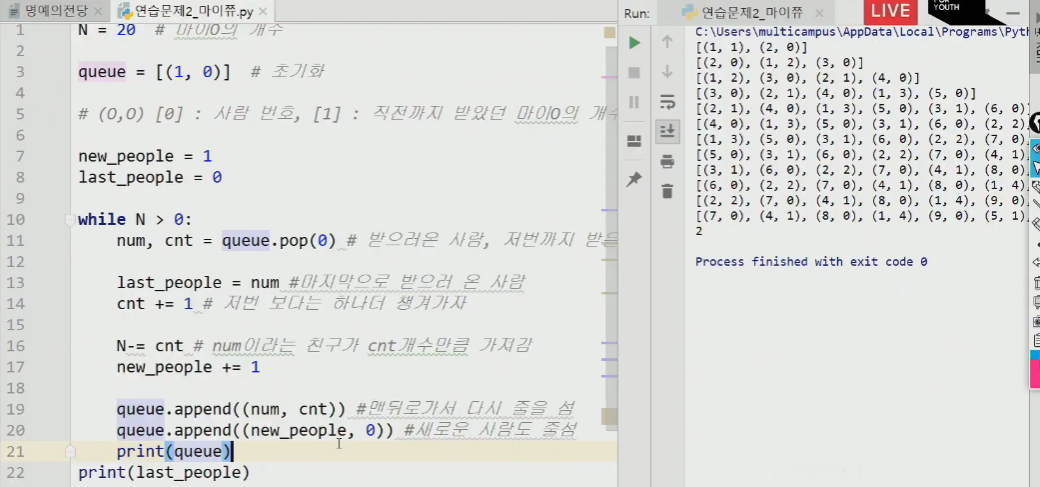 명예의전당 × 연습문제2_마이쮸.py ×
1 N = 20 # 마이O의 개수
2
3 queue = [(1, 0)] # 초기화
4
5 # (O,O) [0] : 사람 번호, [1] : 직전까지 받았던 마이O의 개수
6
7 new_people = 1
8 last_people = 0
9
10 while N > 0:
11 num, cnt = queue.pop(0) # 받으러온 사람, 저번까지 받은
12
13 last_people = num #마지막으로 받으러 온 사람
14 cnt += 1 # 저번 보다는 하나더 챙겨가자
15
16 N-= cnt # num이라는 친구가 cnt개수만큼 가져감
17 new_people += 1
18
19 queue.append((num, cnt)) #맨뒤로가서 다시 줄을 섬
20 queue.append((new_people, 0)) #새로운 사람도 줄섬
21 print(queue)
22 print(last_people)
Run: 연습문제2_마이쮸 ×
LIVE
FOR
YOUTH
C:\Users\multicampus\AppData\Local\Programs\Pyth
[(1, 1), (2, 0)]
[(2, 0), (1, 2), (3, 0)]
[(1, 2), (3, 0), (2, 1), (4, 0)]
[(3, 0), (2, 1), (4, 0), (1, 3), (5, 0)]
[(2, 1), (4, 0), (1, 3), (5, 0), (3, 1), (6, 0)
[(4, 0), (1, 3), (5, 0), (3, 1), (6, 0), (2, 2)
[(1, 3), (5, 0), (3, 1), (6, 0), (2, 2), (7, 0)
[(5, 0), (3, 1), (6, 0), (2, 2), (7, 0), (4, 1)
[(3, 1), (6, 0), (2, 2), (7, 0), (4, 1), (8, 0)
[(6, 0), (2, 2), (7, 0), (4, 1), (8, 0), (1, 4)
[(2, 2), (7, 0), (4, 1), (8, 0), (1, 4), (9, 0)
[(7, 0), (4, 1), (8, 0), (1, 4), (9, 0), (5, 1)
2
Process finished with exit code 0